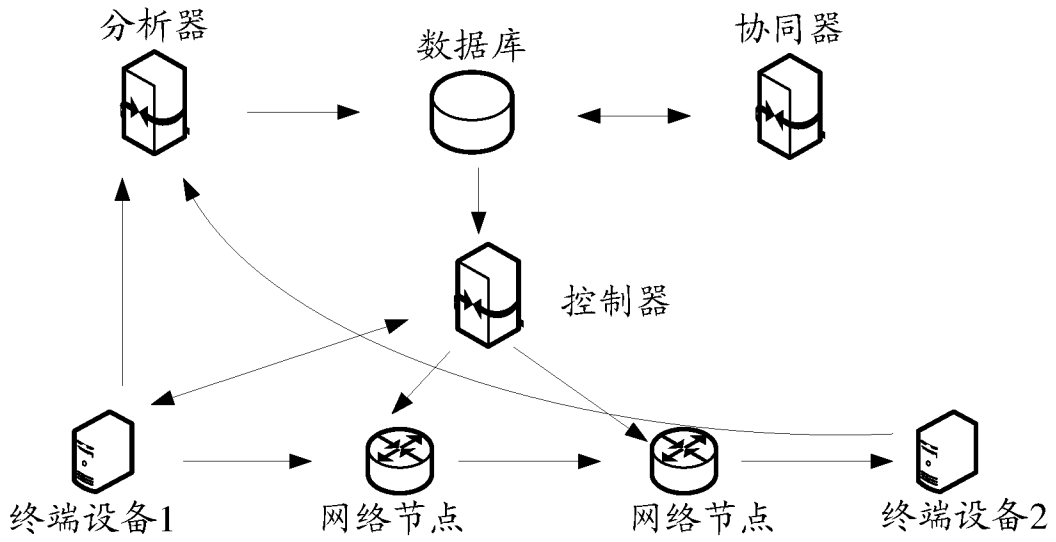 分析器
数据库
协同器
控制器
终端设备1
网络节点
网络节点
终端设备2